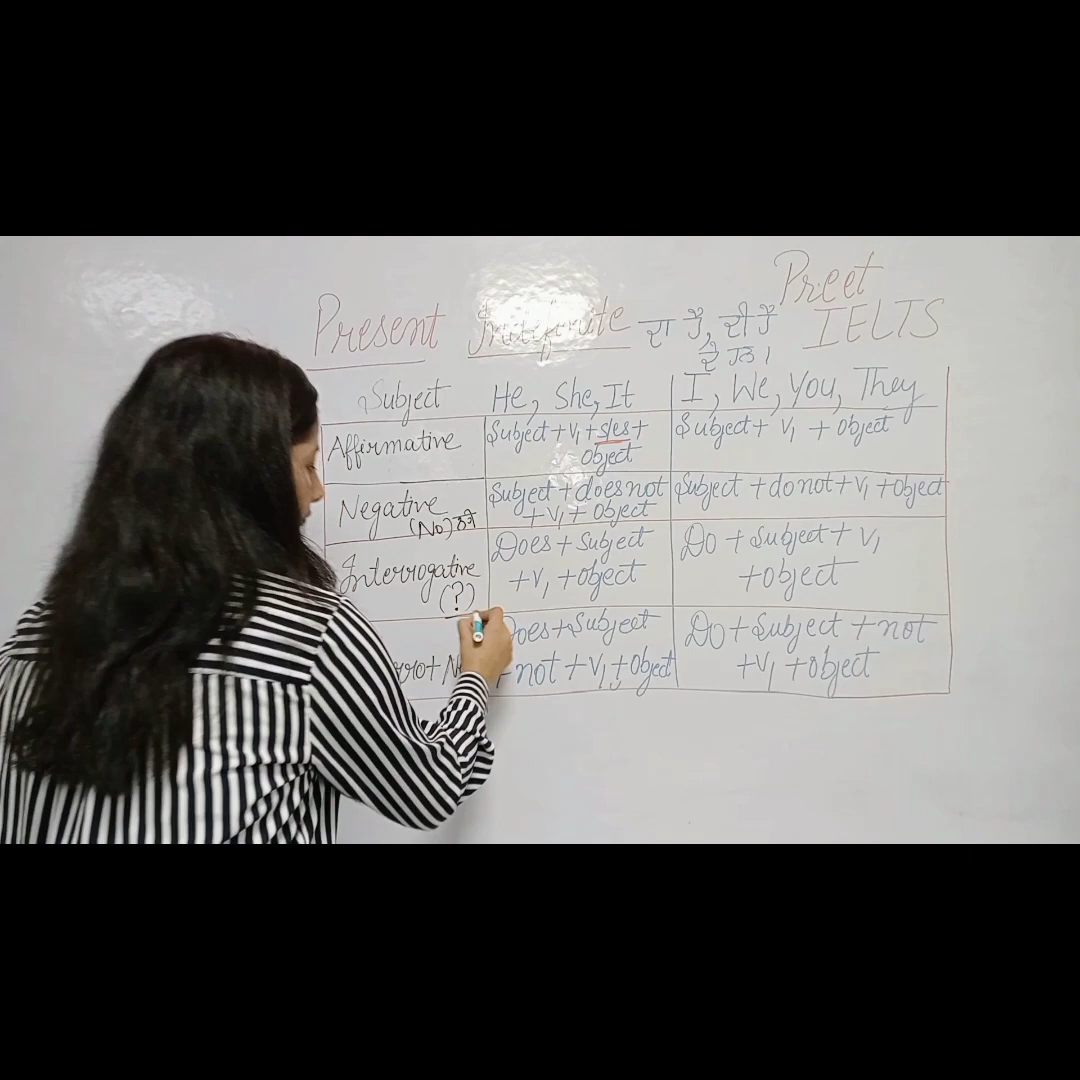 Preet
IELTS
Present Indefinite ਦਾ ਹੈ, ਦੀ ਹੈ
ਦੇ ਹਨ।
Subject He, She, It I, We, You, They
Affirmative Subject + V1 + s/es + Subject + V1 + Object
Object
Negative Subject + does not Subject + do not + V1 + Object
(No) ਨਹੀਂ + V1 + Object
Interrogative Does + Subject Do + Subject + V1
(?) + V1 + Object + Object
Does + Subject Do + Subject + not
+ not + V1 + Object + V1 + Object